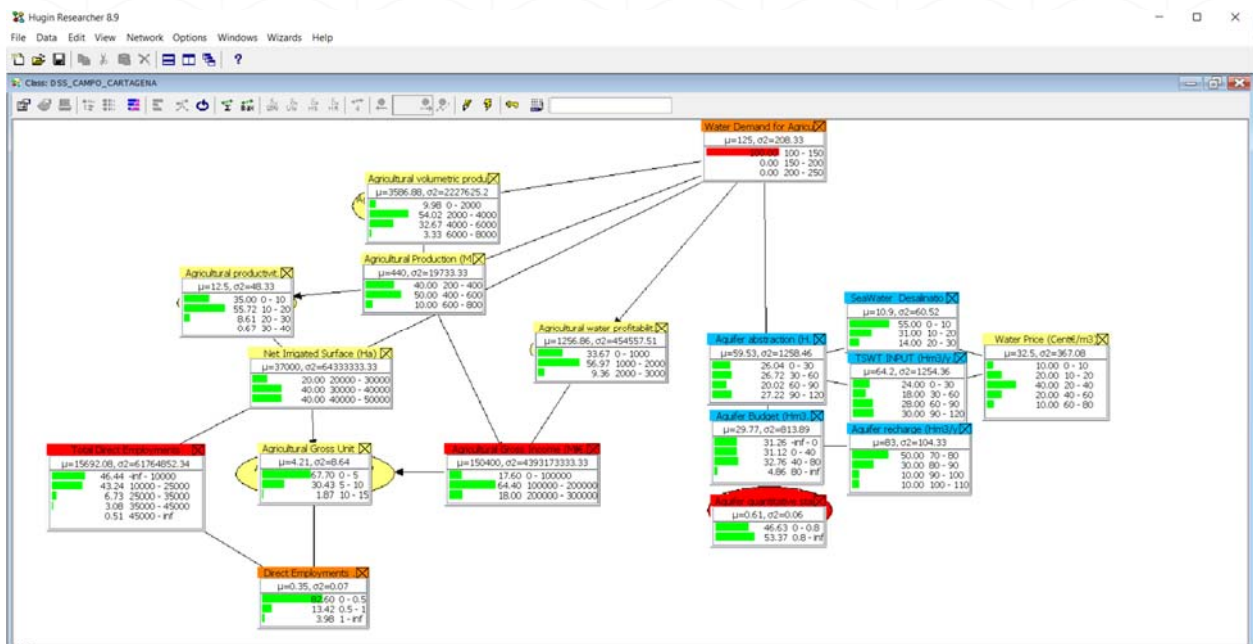 Hugin Researcher 8.9
File Data Edit View Network Options Windows Wizards Help
Class: DSS_CAMPO_CARTAGENA
Water Demand for Agricu
μ=125, σ2=208.33
100.00 100 - 150
0.00 150 - 200
0.00 200 - 250
Agricultural volumetric produ
μ=3586.88, σ2=2227625.2
9.98 0 - 2000
54.02 2000 - 4000
32.67 4000 - 6000
3.33 6000 - 8000
Agricultural Production (M
μ=440, σ2=19733.33
40.00 200 - 400
50.00 400 - 600
10.00 600 - 800
Agricultural productivit
μ=12.5, σ2=48.33
35.00 0 - 10
55.72 10 - 20
8.61 20 - 30
0.67 30 - 40
Net Irrigated Surface (Ha)
μ=37000, σ2=64333333.33
20.00 20000 - 30000
40.00 30000 - 40000
40.00 40000 - 50000
Agricultural water profitabilit
μ=1256.86, σ2=454557.51
33.67 0 - 1000
56.97 1000 - 2000
9.36 2000 - 3000
SeaWater Desalinatio
μ=10.9, σ2=60.52
55.00 0 - 10
31.00 10 - 20
14.00 20 - 30
Aquifer abstraction (H
μ=59.53, σ2=1258.46
26.04 0 - 30
26.72 30 - 60
20.02 60 - 90
27.22 90 - 120
TSWT INPUT (Hm3/y
μ=64.2, σ2=1254.36
24.00 0 - 30
18.00 30 - 60
28.00 60 - 90
30.00 90 - 120
Water Price (Cent€/m3
μ=32.5, σ2=367.08
10.00 0 - 10
20.00 10 - 20
40.00 20 - 40
20.00 40 - 60
10.00 60 - 80
Aquifer Budget (Hm3
μ=29.77, σ2=813.89
31.26 -inf - 0
31.12 0 - 40
32.76 40 - 80
4.86 80 - inf
Aquifer recharge (Hm3/y
μ=83, σ2=104.33
50.00 70 - 80
30.00 80 - 90
10.00 90 - 100
10.00 100 - 110
Total Direct Employments
μ=15692.08, σ2=61764852.34
46.44 -inf - 10000
43.24 10000 - 25000
6.73 25000 - 35000
3.08 35000 - 45000
0.51 45000 - inf
Agricultural Gross Unit
μ=4.21, σ2=8.64
67.70 0 - 5
30.43 5 - 10
1.87 10 - 15
Agricultural Gross Income
μ=150400, σ2=4393173333.33
17.60 0 - 100000
64.40 100000 - 200000
18.00 200000 - 300000
Aquifer quantitative
μ=0.61, σ2=0.06
46.63 0 - 0.8
53.37 0.8 - inf
Direct Employments
μ=0.35, σ2=0.07
82.60 0 - 0.5
13.42 0.5 - 1
3.98 1 - inf